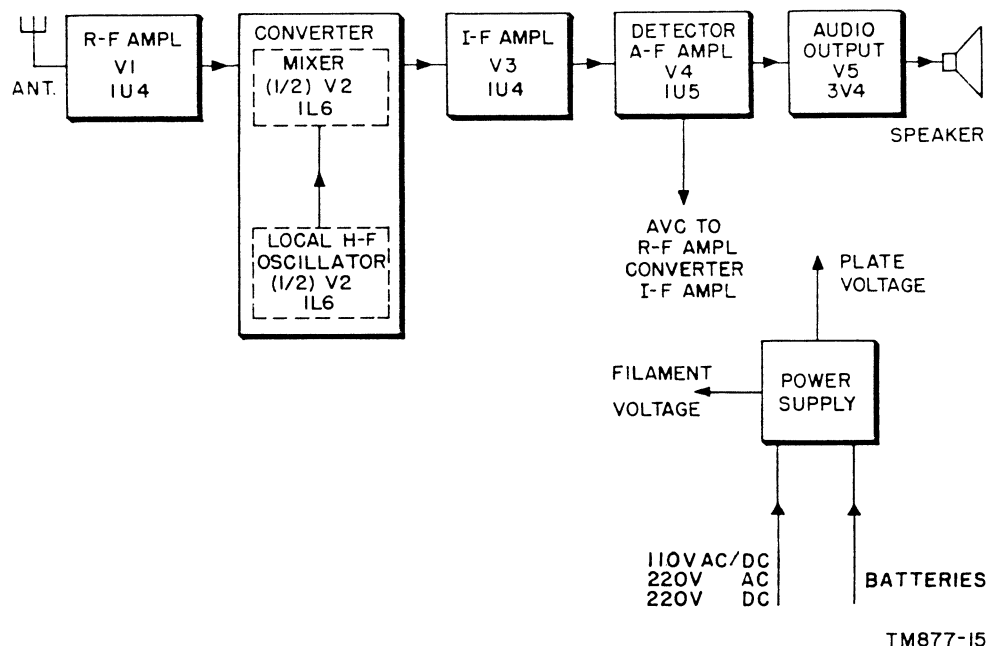 ANT.
R-F AMPL
V1
1U4
CONVERTER
MIXER
(1/2) V2
1L6
LOCAL H-F
OSCILLATOR
(1/2) V2
1L6
I-F AMPL
V3
1U4
DETECTOR
A-F AMPL
V4
1U5
AUDIO
OUTPUT
V5
3V4
SPEAKER
AVC TO
R-F AMPL
CONVERTER
I-F AMPL
PLATE
VOLTAGE
FILAMENT
VOLTAGE
POWER
SUPPLY
110V AC/DC
220V AC
220V DC
BATTERIES
TM877-15